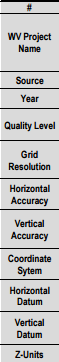 #
WV Project
Name
Source
Year
Quality Level
Grid
Resolution
Horizontal
Accuracy
Vertical
Accuracy
Coordinate
Sytem
Horizontal
Datum
Vertical
Datum
Z-Units